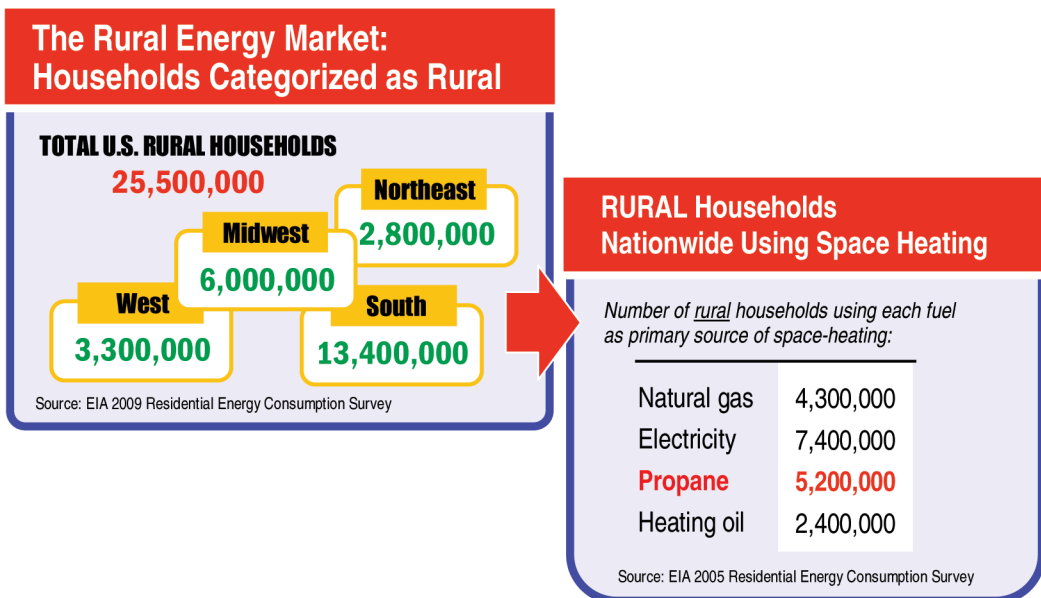 The Rural Energy Market:
Households Categorized as Rural
TOTAL U.S. RURAL HOUSEHOLDS
25,500,000
Northeast
2,800,000
Midwest
6,000,000
West
3,300,000
South
13,400,000
Source: EIA 2009 Residential Energy Consumption Survey
RURAL Households
Nationwide Using Space Heating
Number of rural households using each fuel
as primary source of space-heating:
Natural gas 4,300,000
Electricity 7,400,000
Propane 5,200,000
Heating oil 2,400,000
Source: EIA 2005 Residential Energy Consumption Survey